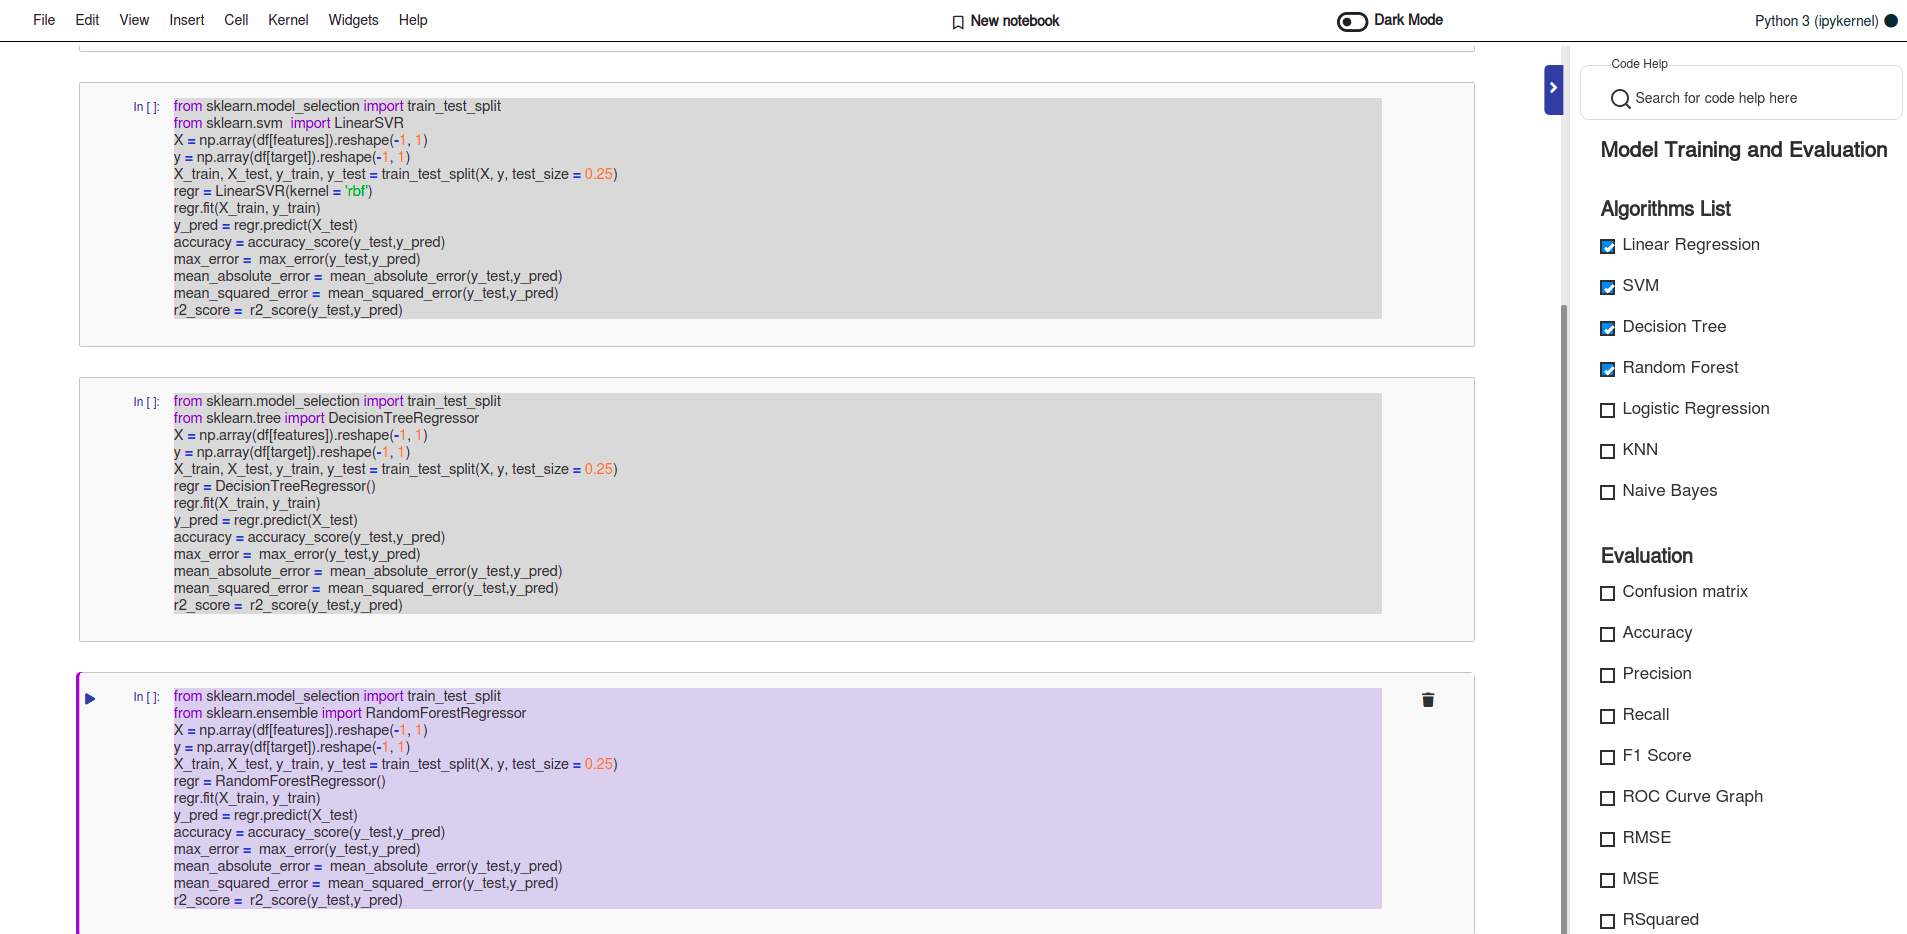 File Edit View Insert Cell Kernel Widgets Help
New notebook
Dark Mode
Python 3 (ipykernel)
In [ ]:
from sklearn.model_selection import train_test_split
from sklearn.svm  import LinearSVR
X = np.array(df[features]).reshape(-1, 1)
y = np.array(df[target]).reshape(-1, 1)
X_train, X_test, y_train, y_test = train_test_split(X, y, test_size = 0.25)
regr = LinearSVR(kernel = 'rbf')
regr.fit(X_train, y_train)
y_pred = regr.predict(X_test)
accuracy = accuracy_score(y_test,y_pred)
max_error =  max_error(y_test,y_pred)
mean_absolute_error =  mean_absolute_error(y_test,y_pred)
mean_squared_error =  mean_squared_error(y_test,y_pred)
r2_score =  r2_score(y_test,y_pred)
In [ ]:
from sklearn.model_selection import train_test_split
from sklearn.tree import DecisionTreeRegressor
X = np.array(df[features]).reshape(-1, 1)
y = np.array(df[target]).reshape(-1, 1)
X_train, X_test, y_train, y_test = train_test_split(X, y, test_size = 0.25)
regr = DecisionTreeRegressor()
regr.fit(X_train, y_train)
y_pred = regr.predict(X_test)
accuracy = accuracy_score(y_test,y_pred)
max_error =  max_error(y_test,y_pred)
mean_absolute_error =  mean_absolute_error(y_test,y_pred)
mean_squared_error =  mean_squared_error(y_test,y_pred)
r2_score =  r2_score(y_test,y_pred)
In [ ]:
from sklearn.model_selection import train_test_split
from sklearn.ensemble import RandomForestRegressor
X = np.array(df[features]).reshape(-1, 1)
y = np.array(df[target]).reshape(-1, 1)
X_train, X_test, y_train, y_test = train_test_split(X, y, test_size = 0.25)
regr = RandomForestRegressor()
regr.fit(X_train, y_train)
y_pred = regr.predict(X_test)
accuracy = accuracy_score(y_test,y_pred)
max_error =  max_error(y_test,y_pred)
mean_absolute_error =  mean_absolute_error(y_test,y_pred)
mean_squared_error =  mean_squared_error(y_test,y_pred)
r2_score =  r2_score(y_test,y_pred)
Code Help
Search for code help here
Model Training and Evaluation
Algorithms List
Linear Regression
SVM
Decision Tree
Random Forest
Logistic Regression
KNN
Naive Bayes
Evaluation
Confusion matrix
Accuracy
Precision
Recall
F1 Score
ROC Curve Graph
RMSE
MSE
RSquared